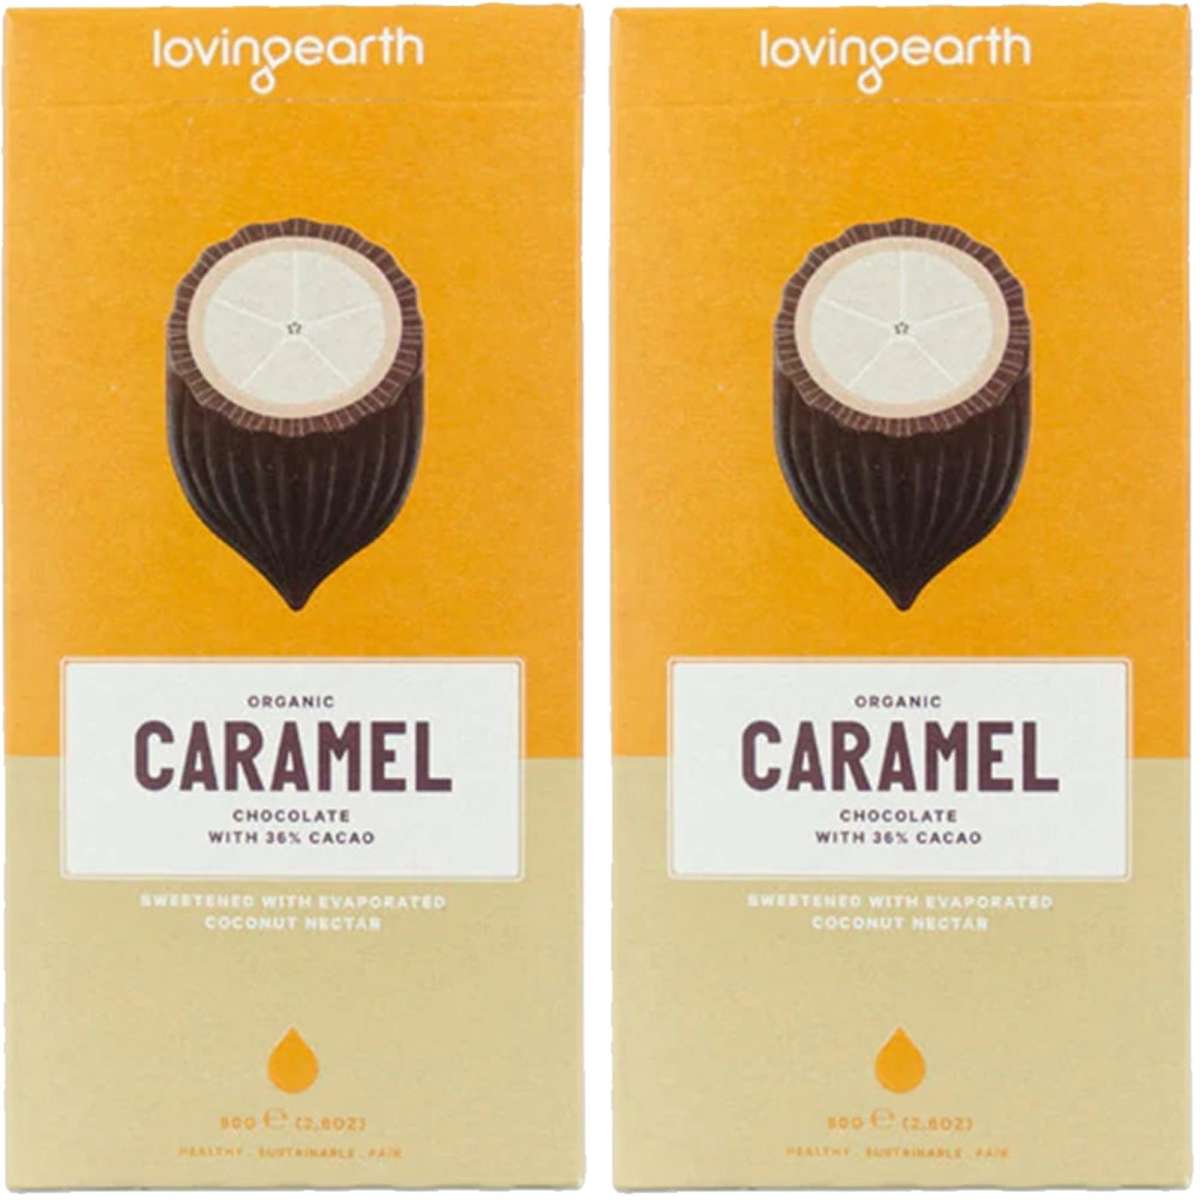 lovingearth
ORGANIC
CARAMEL
CHOCOLATE
WITH 36% CACAO
SWEETENED WITH EVAPORATED
COCONUT NECTAR
80G ℮ (2.8OZ)
HEALTHY . SUSTAINABLE . FAIR
lovingearth
ORGANIC
CARAMEL
CHOCOLATE
WITH 36% CACAO
SWEETENED WITH EVAPORATED
COCONUT NECTAR
80G ℮ (2.8OZ)
HEALTHY . SUSTAINABLE . FAIR